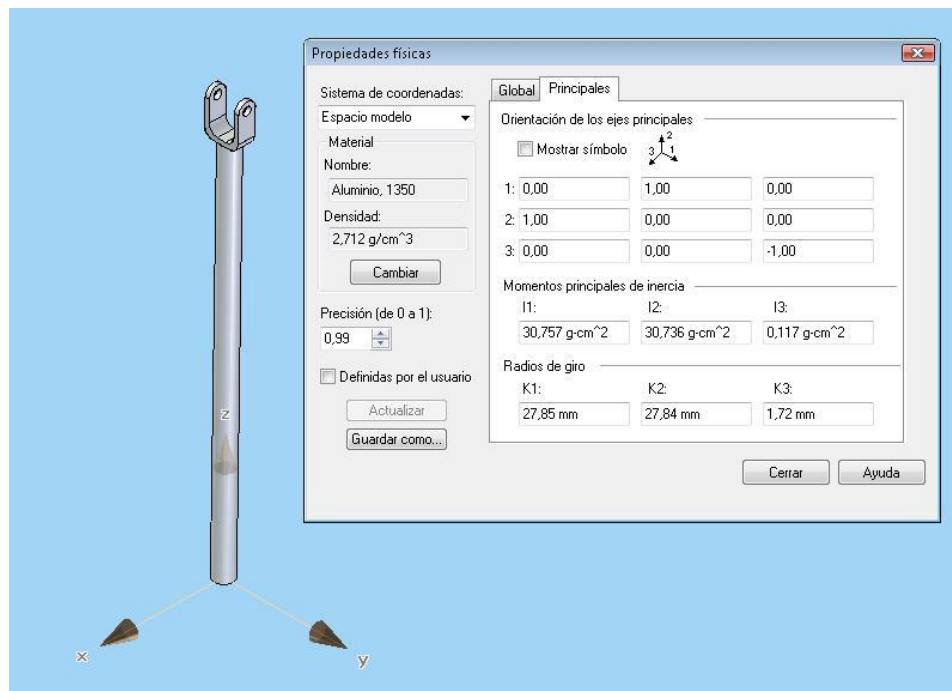 Propiedades físicas
Sistema de coordenadas:
Espacio modelo
Material
Nombre:
Aluminio, 1350
Densidad:
2,712 g/cm^3
Cambiar
Precisión (de 0 a 1):
0,99
Definidas por el usuario
Actualizar
Guardar como...
Global Principales
Orientación de los ejes principales
Mostrar símbolo
2
3 1
1: 0,00 1,00 0,00
2: 1,00 0,00 0,00
3: 0,00 0,00 -1,00
Momentos principales de inercia
I1: I2: I3:
30,757 g-cm^2 30,736 g-cm^2 0,117 g-cm^2
Radios de giro
K1: K2: K3:
27,85 mm 27,84 mm 1,72 mm
Cerrar Ayuda
z
x
y